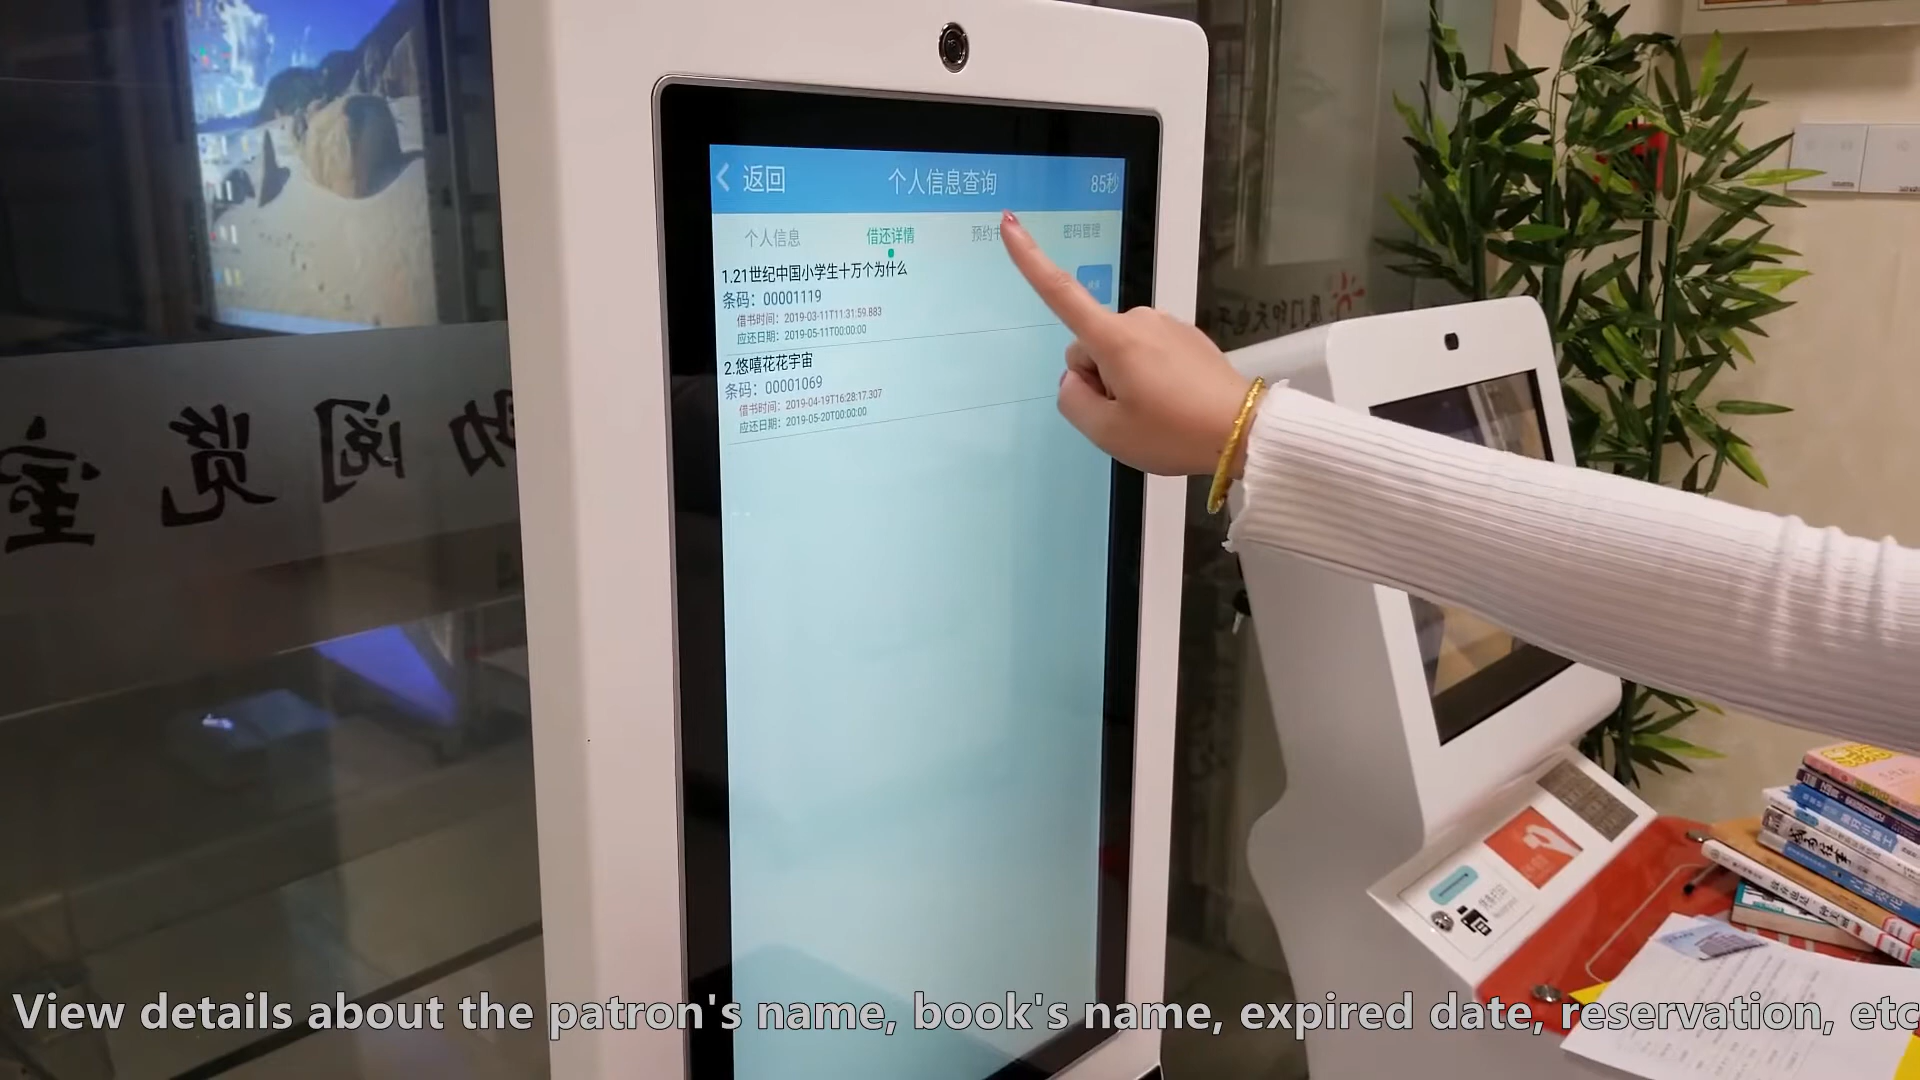 返回
个人信息查询
85秒
个人信息
借还详情
预约
密码管理
1.21世纪中国小学生十万个为什么
条码：00001119
借书时间：2019-03-11T11:31:59.883
应还日期：2019-05-11T00:00:00
2.悠嘻花花宇宙
条码：00001069
借书时间：2019-04-19T16:28:17.307
应还日期：2019-05-20T00:00:00
助阅览室
View details about the patron's name, book's name, expired date, reservation, etc